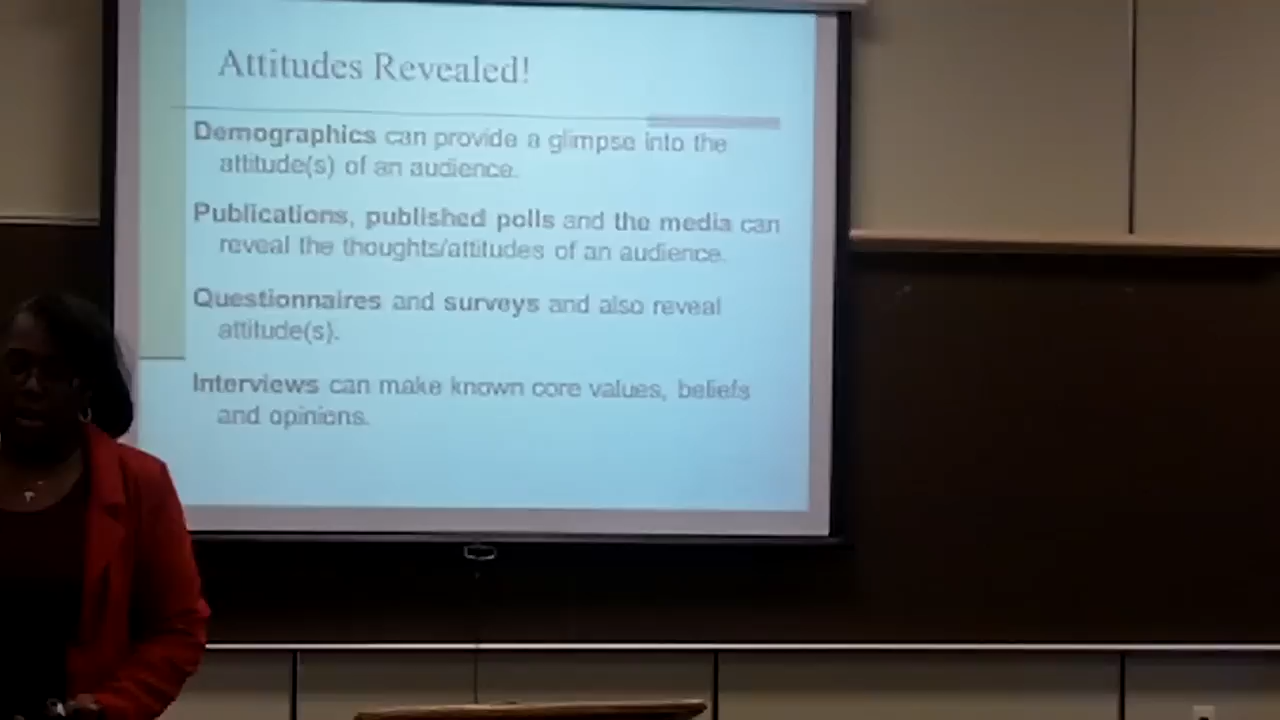 Attitudes Revealed!
Demographics can provide a glimpse into the
attitude(s) of an audience.
Publications, published polls and the media can
reveal the thoughts/attitudes of an audience.
Questionnaires and surveys and also reveal
attitude(s).
Interviews can make known core values, beliefs
and opinions.